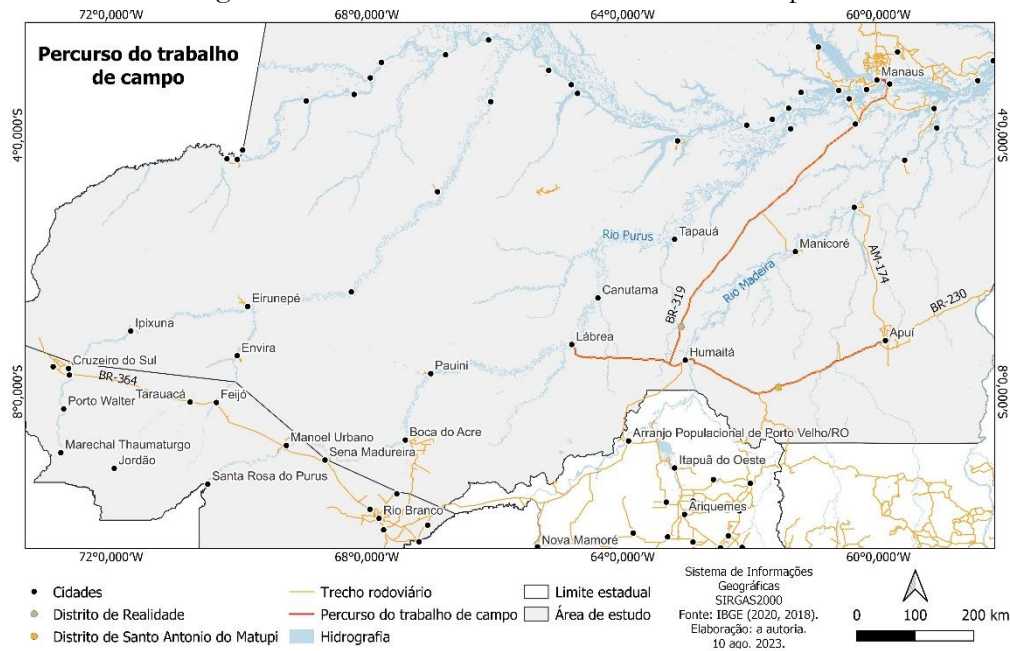 72°0,000'W 68°0,000'W 64°0,000'W 60°0,000'W
Percurso do trabalho
de campo
Manaus
4°0,000'S
4°0,000'S
Rio Purus
Tapauá
Manicoré
AM-174
Rio Madeira
BR-319
BR-230
Canutama
Eirunepé
Ipixuna
Lábrea
Apuí
Envira
Humaitá
Cruzeiro do Sul
Pauini
BR-364
8°0,000'S
8°0,000'S
Tarauacá
Feijó
Porto Walter
Manoel Urbano
Boca do Acre
Arranjo Populacional de Porto Velho/RO
Marechal Thaumaturgo
Sena Madureira
Jordão
Itapuã do Oeste
Santa Rosa do Purus
Rio Branco
Ariquemes
Nova Mamoré
72°0,000'W 68°0,000'W 64°0,000'W 60°0,000'W
Cidades
Distrito de Realidade
Distrito de Santo Antonio do Matupi
Trecho rodoviário
Percurso do trabalho de campo
Hidrografia
Limite estadual
Área de estudo
Sistema de Informações
Geográficas
SIRGAS2000
Fonte: IBGE (2020, 2018).
Elaboração: a autoria.
10 ago. 2023.
0 100 200 km